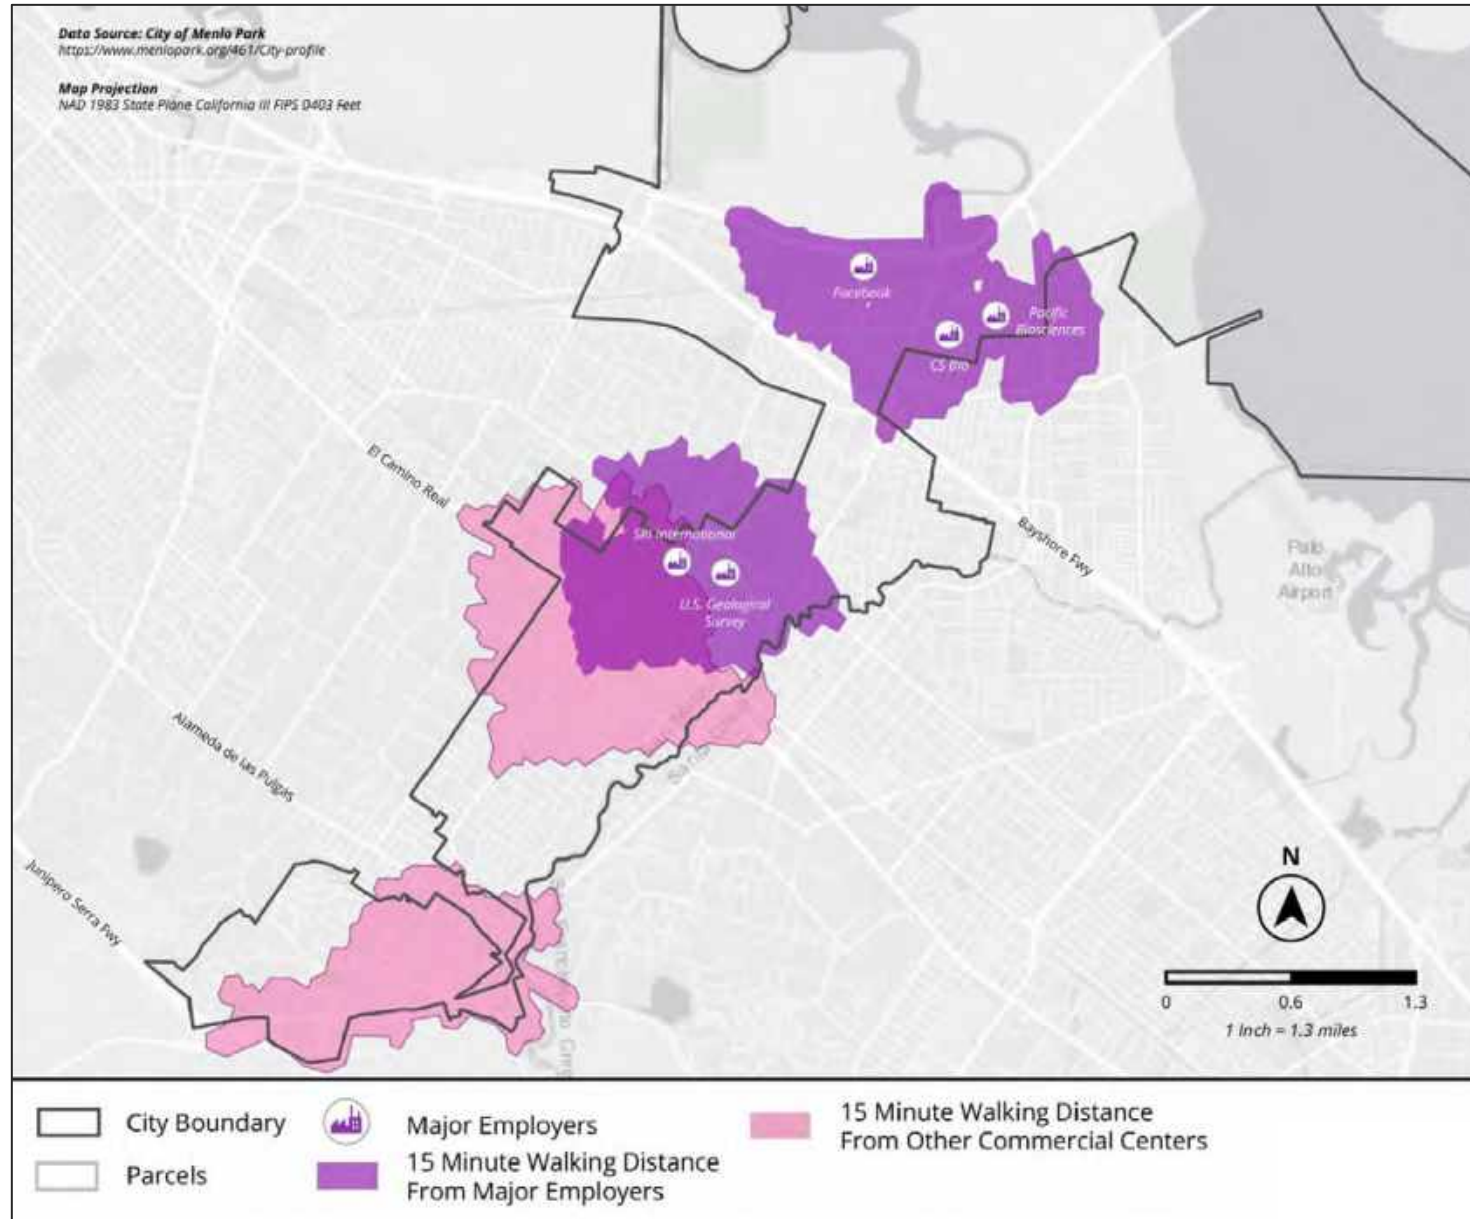 Data Source: City of Menlo Park
https://www.menlopark.org/461/City-profile
Map Projection
NAD 1983 State Plane California III FIPS 0403 Feet
Facebook
Pacific
Biosciences
CS Bio
El Camino Real
SRI International
U.S. Geological
Survey
Bayshore Fwy
Palo
Alto
Airport
Alameda de las Pulgas
Junipero Serra Fwy
N
0
0.6
1.3
1 Inch = 1.3 miles
City Boundary
Parcels
Major Employers
15 Minute Walking Distance
From Major Employers
15 Minute Walking Distance
From Other Commercial Centers